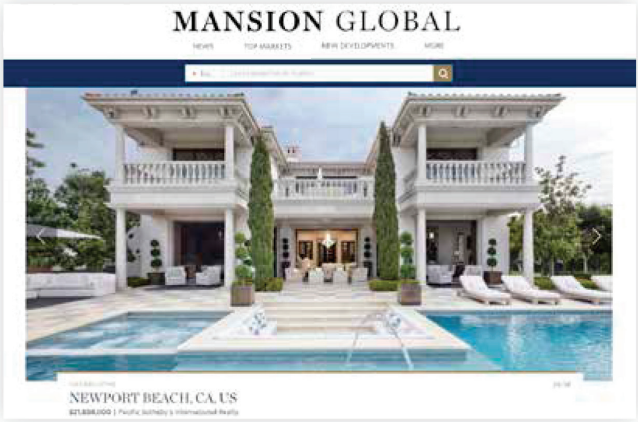 MANSION GLOBAL
NEWS TOP MARKETS NEW DEVELOPMENTS MORE
NEWPORT BEACH, CA, US
| Pacific Sotheby's International Realty